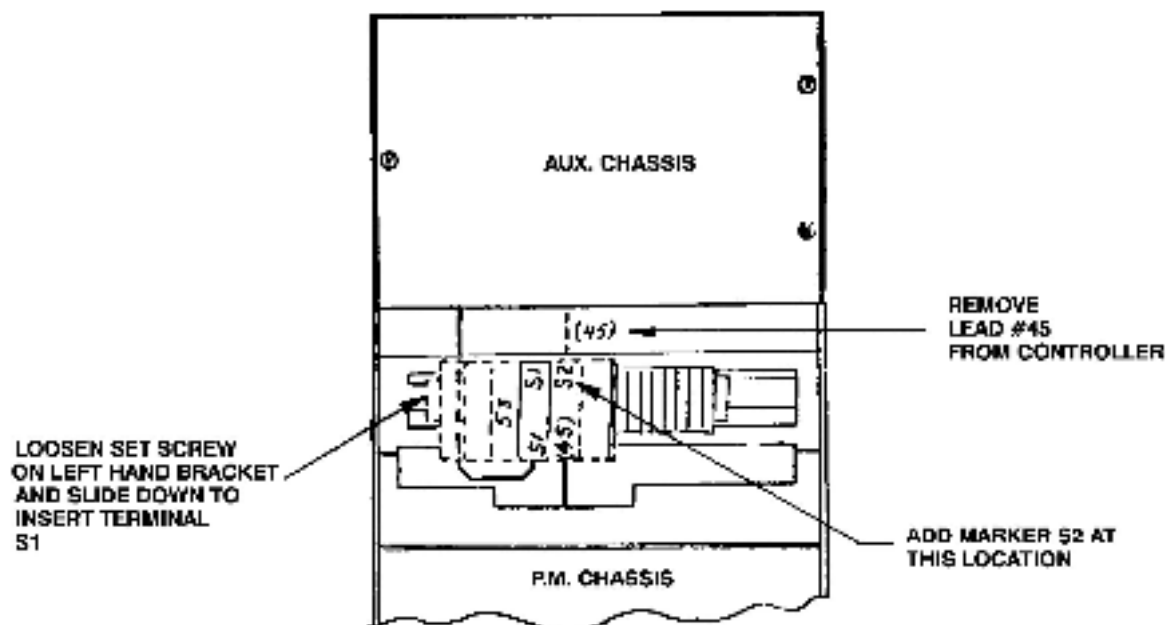 AUX. CHASSIS
(45)
REMOVE
LEAD #45
FROM CONTROLLER
S1
S2
53
S1
(45)
LOOSEN SET SCREW
ON LEFT HAND BRACKET
AND SLIDE DOWN TO
INSERT TERMINAL
S1
ADD MARKER S2 AT
THIS LOCATION
P.M. CHASSIS